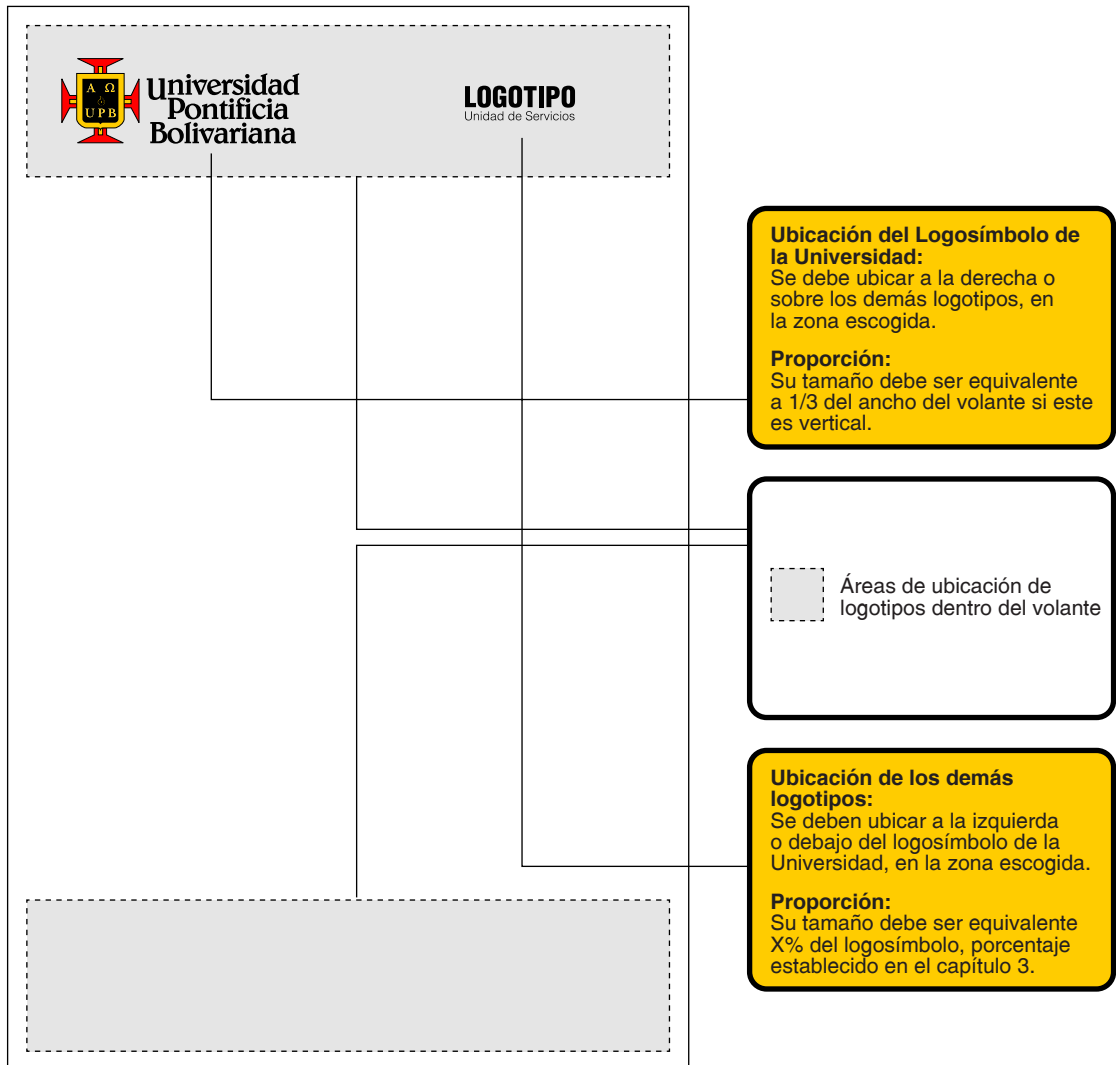 Α Ω
UPB
Universidad
Pontificia
Bolivariana
LOGOTIPO
Unidad de Servicios
Ubicación del Logosímbolo de
la Universidad:
Se debe ubicar a la derecha o
sobre los demás logotipos, en
la zona escogida.
Proporción:
Su tamaño debe ser equivalente
a 1/3 del ancho del volante si este
es vertical.
Áreas de ubicación de
logotipos dentro del volante
Ubicación de los demás
logotipos:
Se deben ubicar a la izquierda
o debajo del logosímbolo de la
Universidad, en la zona escogida.
Proporción:
Su tamaño debe ser equivalente
X% del logosímbolo, porcentaje
establecido en el capítulo 3.